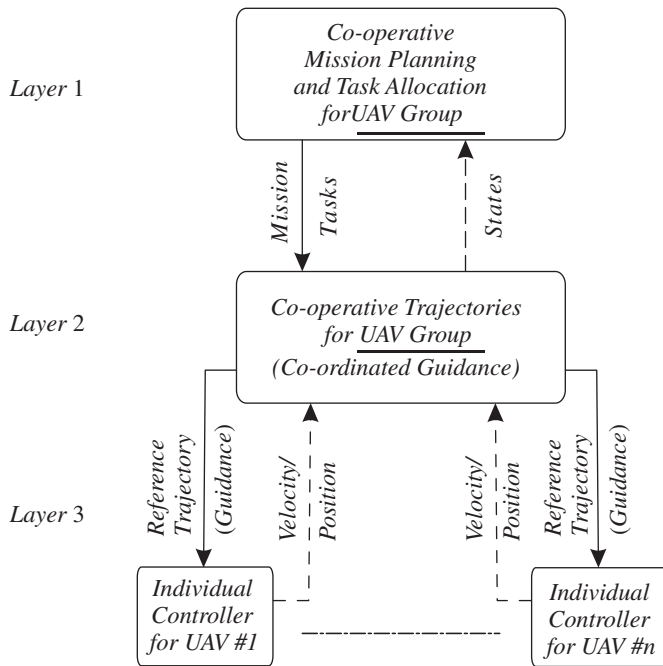 Co-operative
Mission Planning
and Task Allocation
forUAV Group
Layer 1
Mission
Tasks
States
Layer 2
Co-operative Trajectories
for UAV Group
(Co-ordinated Guidance)
Layer 3
Reference
Trajectory
(Guidance)
Velocity/
Position
Velocity/
Position
Reference
Trajectory
(Guidance)
Individual
Controller
for UAV #1
Individual
Controller
for UAV #n